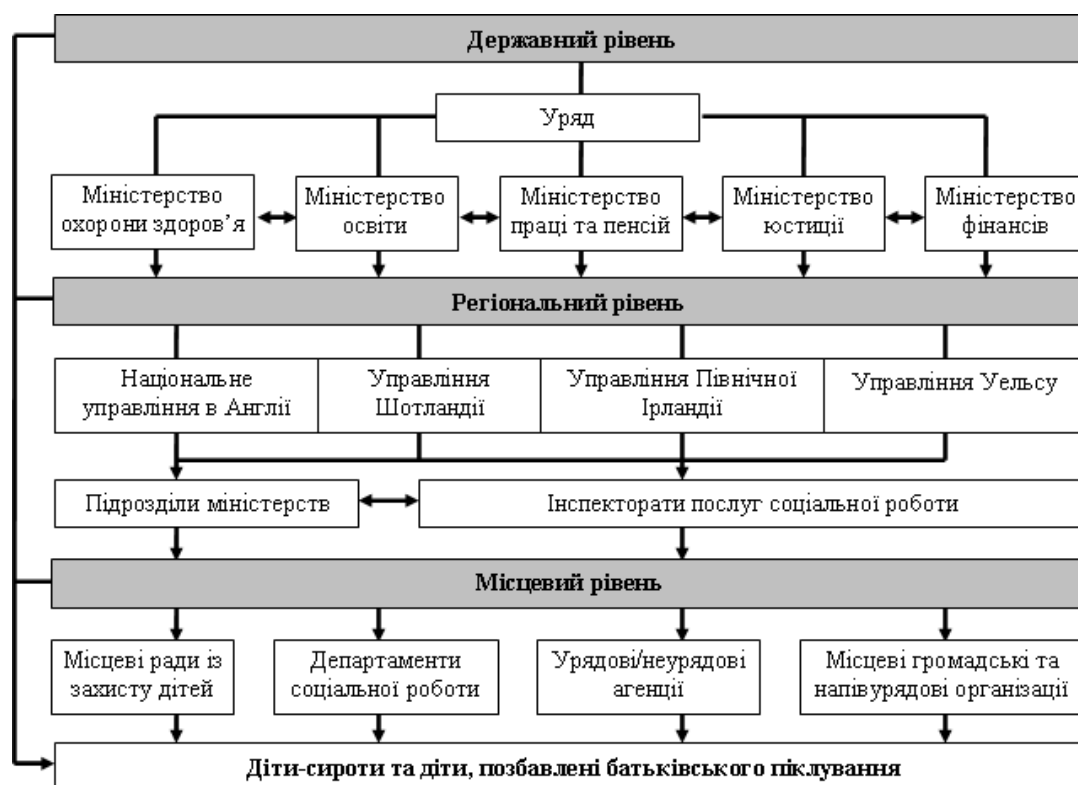 Державний рівень
Уряд
Міністерство
охорони здоров’я
Міністерство
освіти
Міністерство
праці та пенсій
Міністерство
юстиції
Міністерство
фінансів
Регіональний рівень
Національне
управління в Англії
Управління
Шотландії
Управління Північної
Ірландії
Управління Уельсу
Підрозділи міністерств
Інспекторати послуг соціальної роботи
Місцевий рівень
Місцеві ради із
захисту дітей
Департаменти
соціальної роботи
Урядові/неурядові
агенції
Місцеві громадські та
напівурядові організації
Діти-сироти та діти, позбавлені батьківського піклування